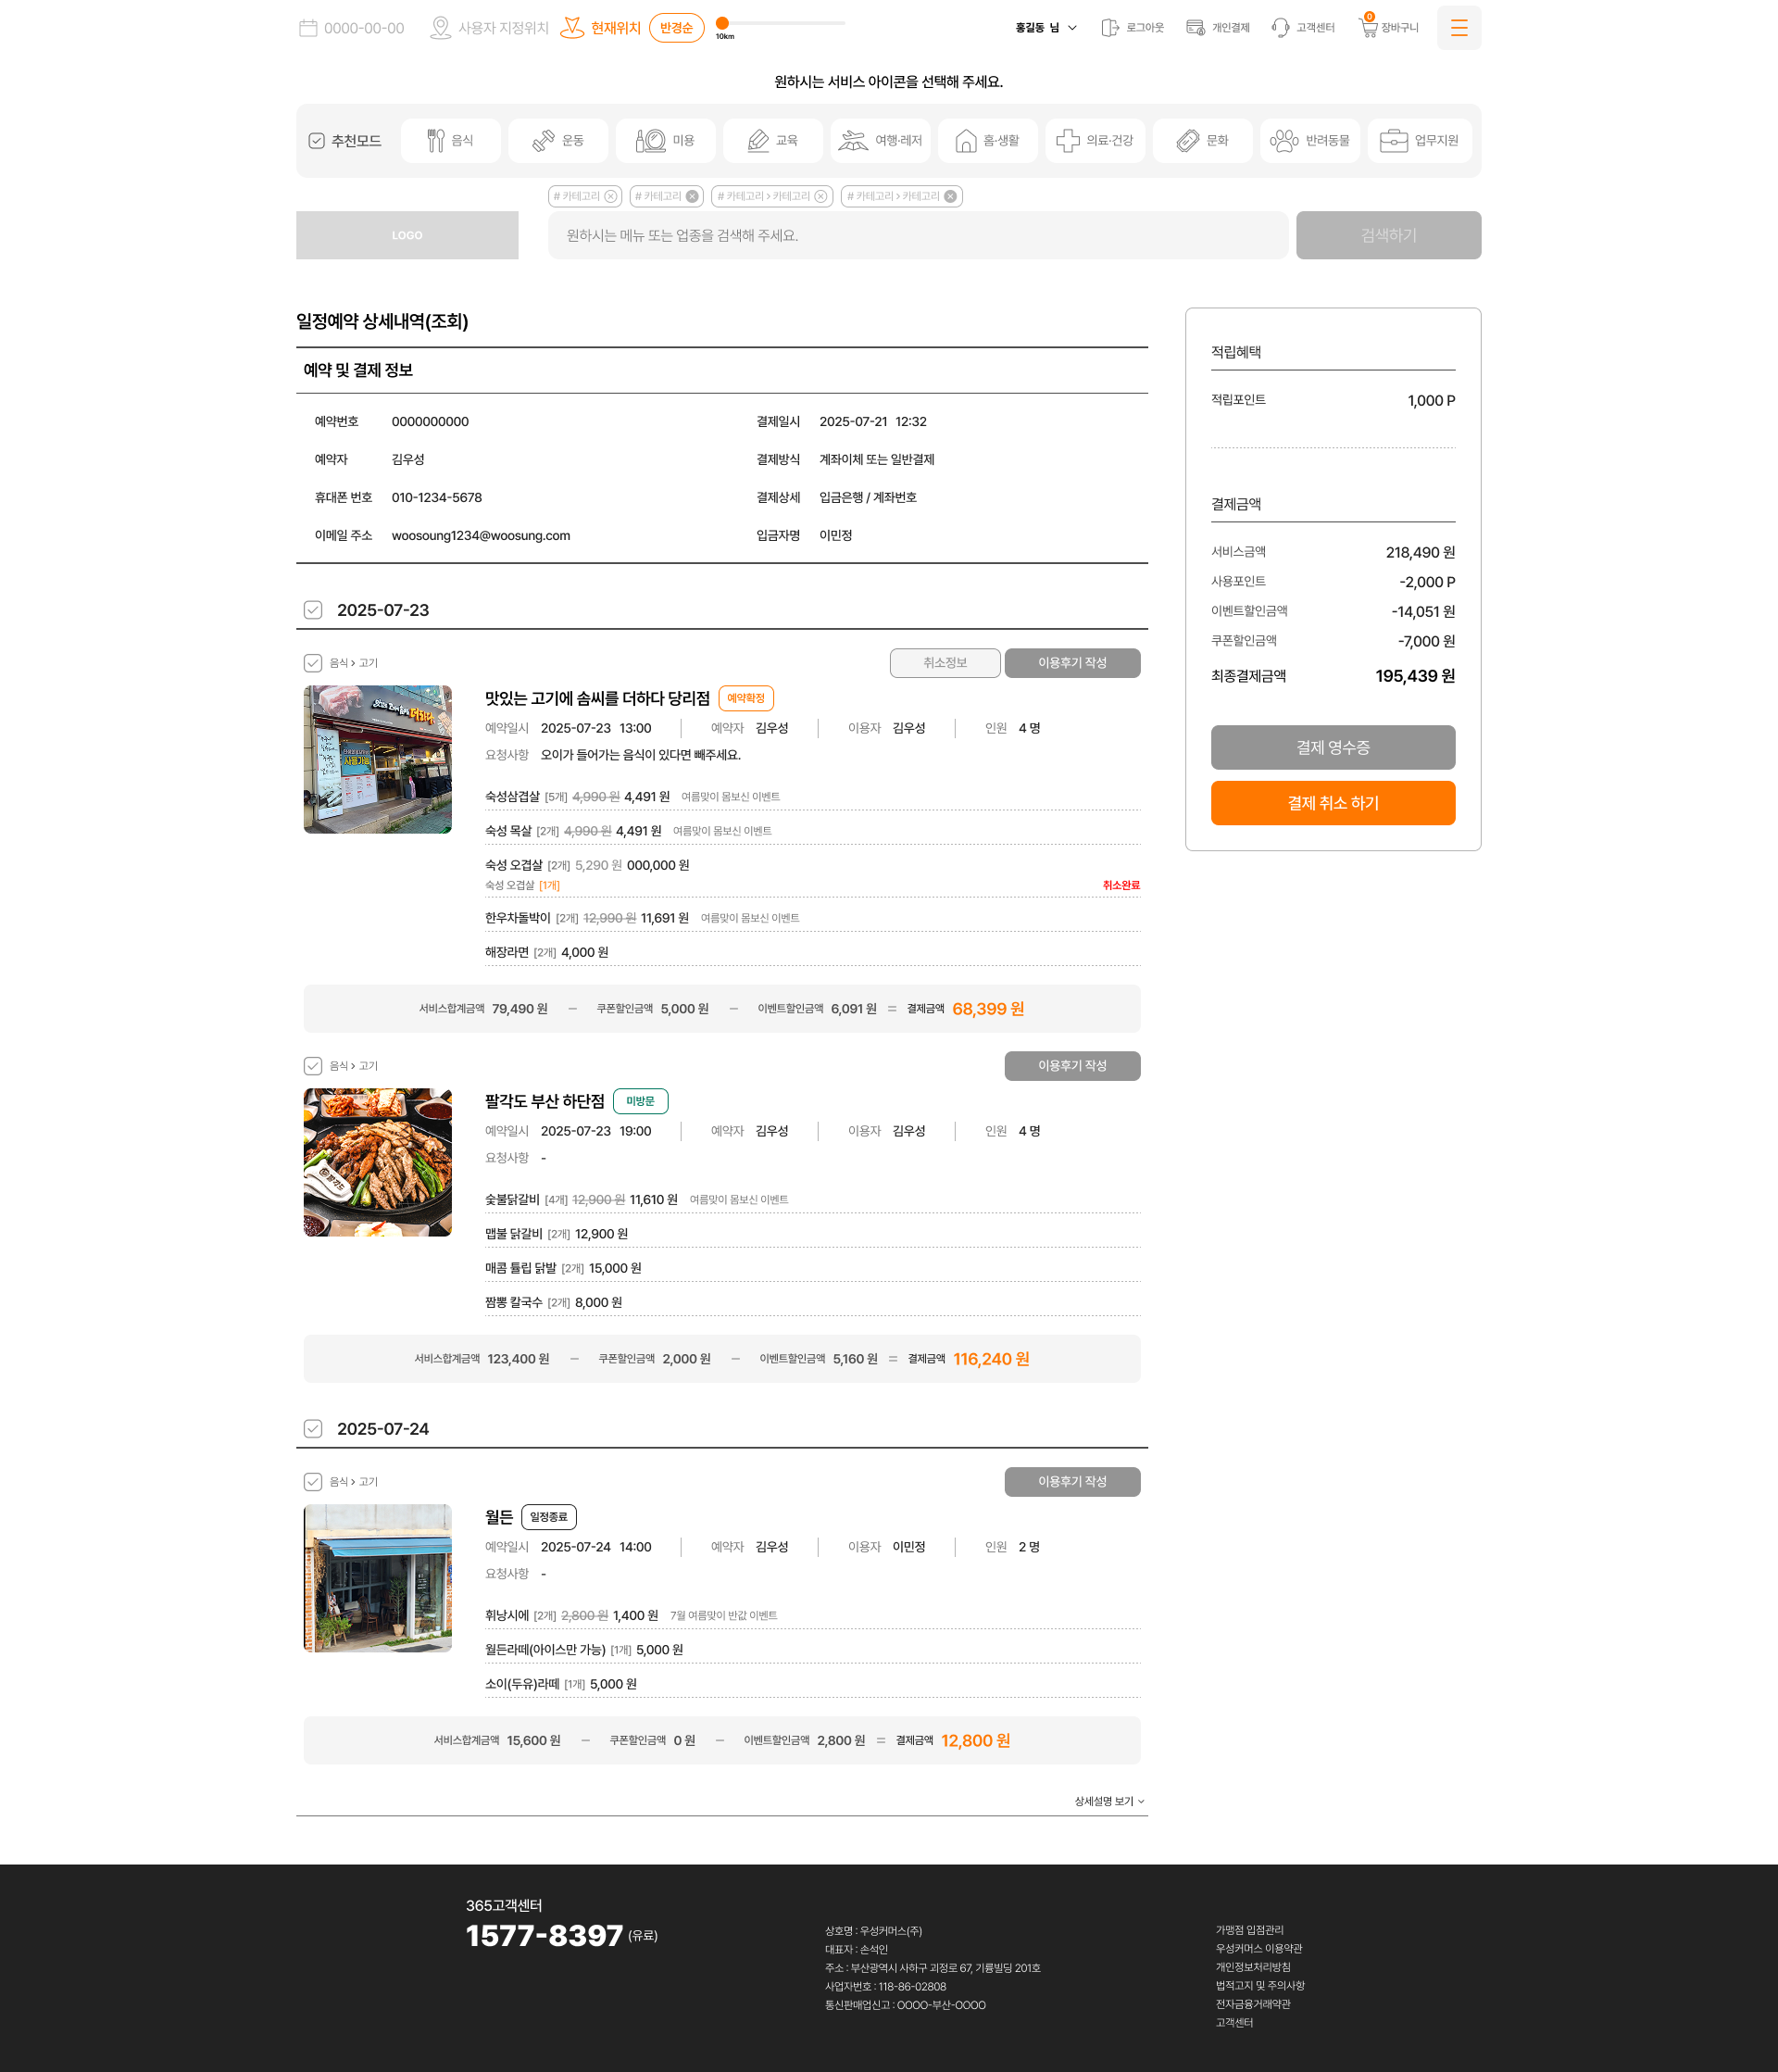 0000-00-00 사용자 지정위치 현재위치 반경순 10km 홍길동 님 로그아웃 개인결제 고객센터 0 장바구니
원하시는 서비스 아이콘을 선택해 주세요.
추천모드 음식 운동 미용 교육 여행·레저 홈·생활 의료·건강 문화 반려동물 업무지원
# 카테고리 # 카테고리 # 카테고리 > 카테고리 # 카테고리 > 카테고리
LOGO 원하시는 메뉴 또는 업종을 검색해 주세요. 검색하기
일정예약 상세내역(조회)
예약 및 결제 정보
예약번호 0000000000 결제일시 2025-07-21 12:32
예약자 김우성 결제방식 계좌이체 또는 일반결제
휴대폰 번호 010-1234-5678 결제상세 입금은행 / 계좌번호
이메일 주소 woosoung1234@woosung.com 입금자명 이민정
적립혜택
적립포인트 1,000 P
결제금액
서비스금액 218,490 원
사용포인트 -2,000 P
이벤트할인금액 -14,051 원
쿠폰할인금액 -7,000 원
최종결제금액 195,439 원
결제 영수증
결제 취소 하기
2025-07-23
음식 > 고기 취소정보 이용후기 작성
맛있는 고기에 솜씨를 더하다 당리점 예약확정
예약일시 2025-07-23 13:00 예약자 김우성 이용자 김우성 인원 4 명
요청사항 오이가 들어가는 음식이 있다면 빼주세요.
숙성삼겹살 [5개] 4,990 원 4,491 원 여름맞이 몸보신 이벤트
숙성 목살 [2개] 4,990 원 4,491 원 여름맞이 몸보신 이벤트
숙성 오겹살 [2개] 5,290 원 000,000 원
숙성 오겹살 [1개] 취소완료
한우차돌박이 [2개] 12,990 원 11,691 원 여름맞이 몸보신 이벤트
해장라면 [2개] 4,000 원
서비스합계금액 79,490 원 − 쿠폰할인금액 5,000 원 − 이벤트할인금액 6,091 원 = 결제금액 68,399 원
음식 > 고기 이용후기 작성
팔각도 부산 하단점 미방문
예약일시 2025-07-23 19:00 예약자 김우성 이용자 김우성 인원 4 명
요청사항 -
숯불닭갈비 [4개] 12,900 원 11,610 원 여름맞이 몸보신 이벤트
맵불 닭갈비 [2개] 12,900 원
매콤 튤립 닭발 [2개] 15,000 원
짬뽕 칼국수 [2개] 8,000 원
서비스합계금액 123,400 원 − 쿠폰할인금액 2,000 원 − 이벤트할인금액 5,160 원 = 결제금액 116,240 원
2025-07-24
음식 > 고기 이용후기 작성
월든 일정종료
예약일시 2025-07-24 14:00 예약자 김우성 이용자 이민정 인원 2 명
요청사항 -
휘낭시에 [2개] 2,800 원 1,400 원 7월 여름맞이 반값 이벤트
월든라떼(아이스만 가능) [1개] 5,000 원
소이(두유)라떼 [1개] 5,000 원
서비스합계금액 15,600 원 − 쿠폰할인금액 0 원 − 이벤트할인금액 2,800 원 = 결제금액 12,800 원
상세설명 보기
365고객센터
1577-8397 (유료)
상호명 : 우성커머스(주)
대표자 : 손석인
주소 : 부산광역시 사하구 괴정로 67, 기륭빌딩 201호
사업자번호 : 118-86-02808
통신판매업신고 : OOOO-부산-OOOO
가맹점 입점관리
우성커머스 이용약관
개인정보처리방침
법적고지 및 주의사항
전자금융거래약관
고객센터